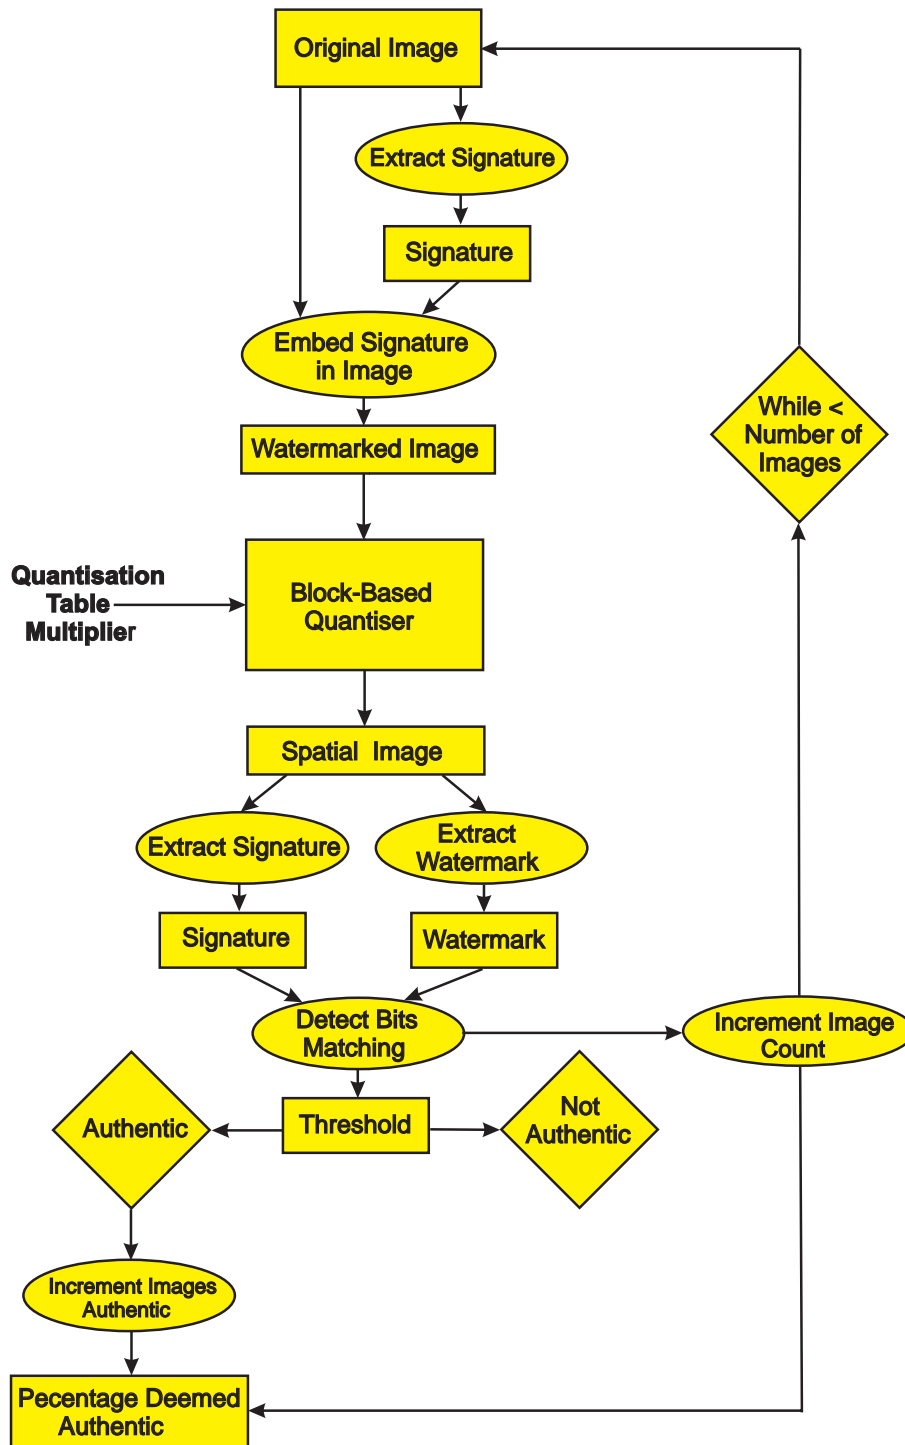 Original Image
Extract Signature
Signature
Embed Signature
in Image
While <
Number of
Images
Watermarked Image
Quantisation
Table
Multiplier
Block-Based
Quantiser
Spatial Image
Extract Signature
Extract
Watermark
Signature
Watermark
Detect Bits
Matching
Increment Image
Count
Authentic
Threshold
Not
Authentic
Increment Images
Authentic
Pecentage Deemed
Authentic